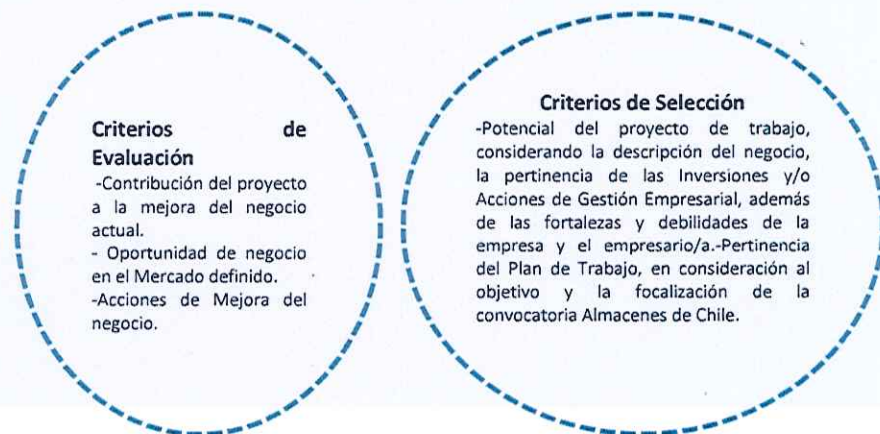 Criterios de
Evaluación
-Contribución del proyecto
a la mejora del negocio
actual.
- Oportunidad de negocio
en el Mercado definido.
-Acciones de Mejora del
negocio.
Criterios de Selección
-Potencial del proyecto de trabajo,
considerando la descripción del negocio,
la pertinencia de las Inversiones y/o
Acciones de Gestión Empresarial, además
de las fortalezas y debilidades de la
empresa y el empresario/a.-Pertinencia
del Plan de Trabajo, en consideración al
objetivo y la focalización de la
convocatoria Almacenes de Chile.